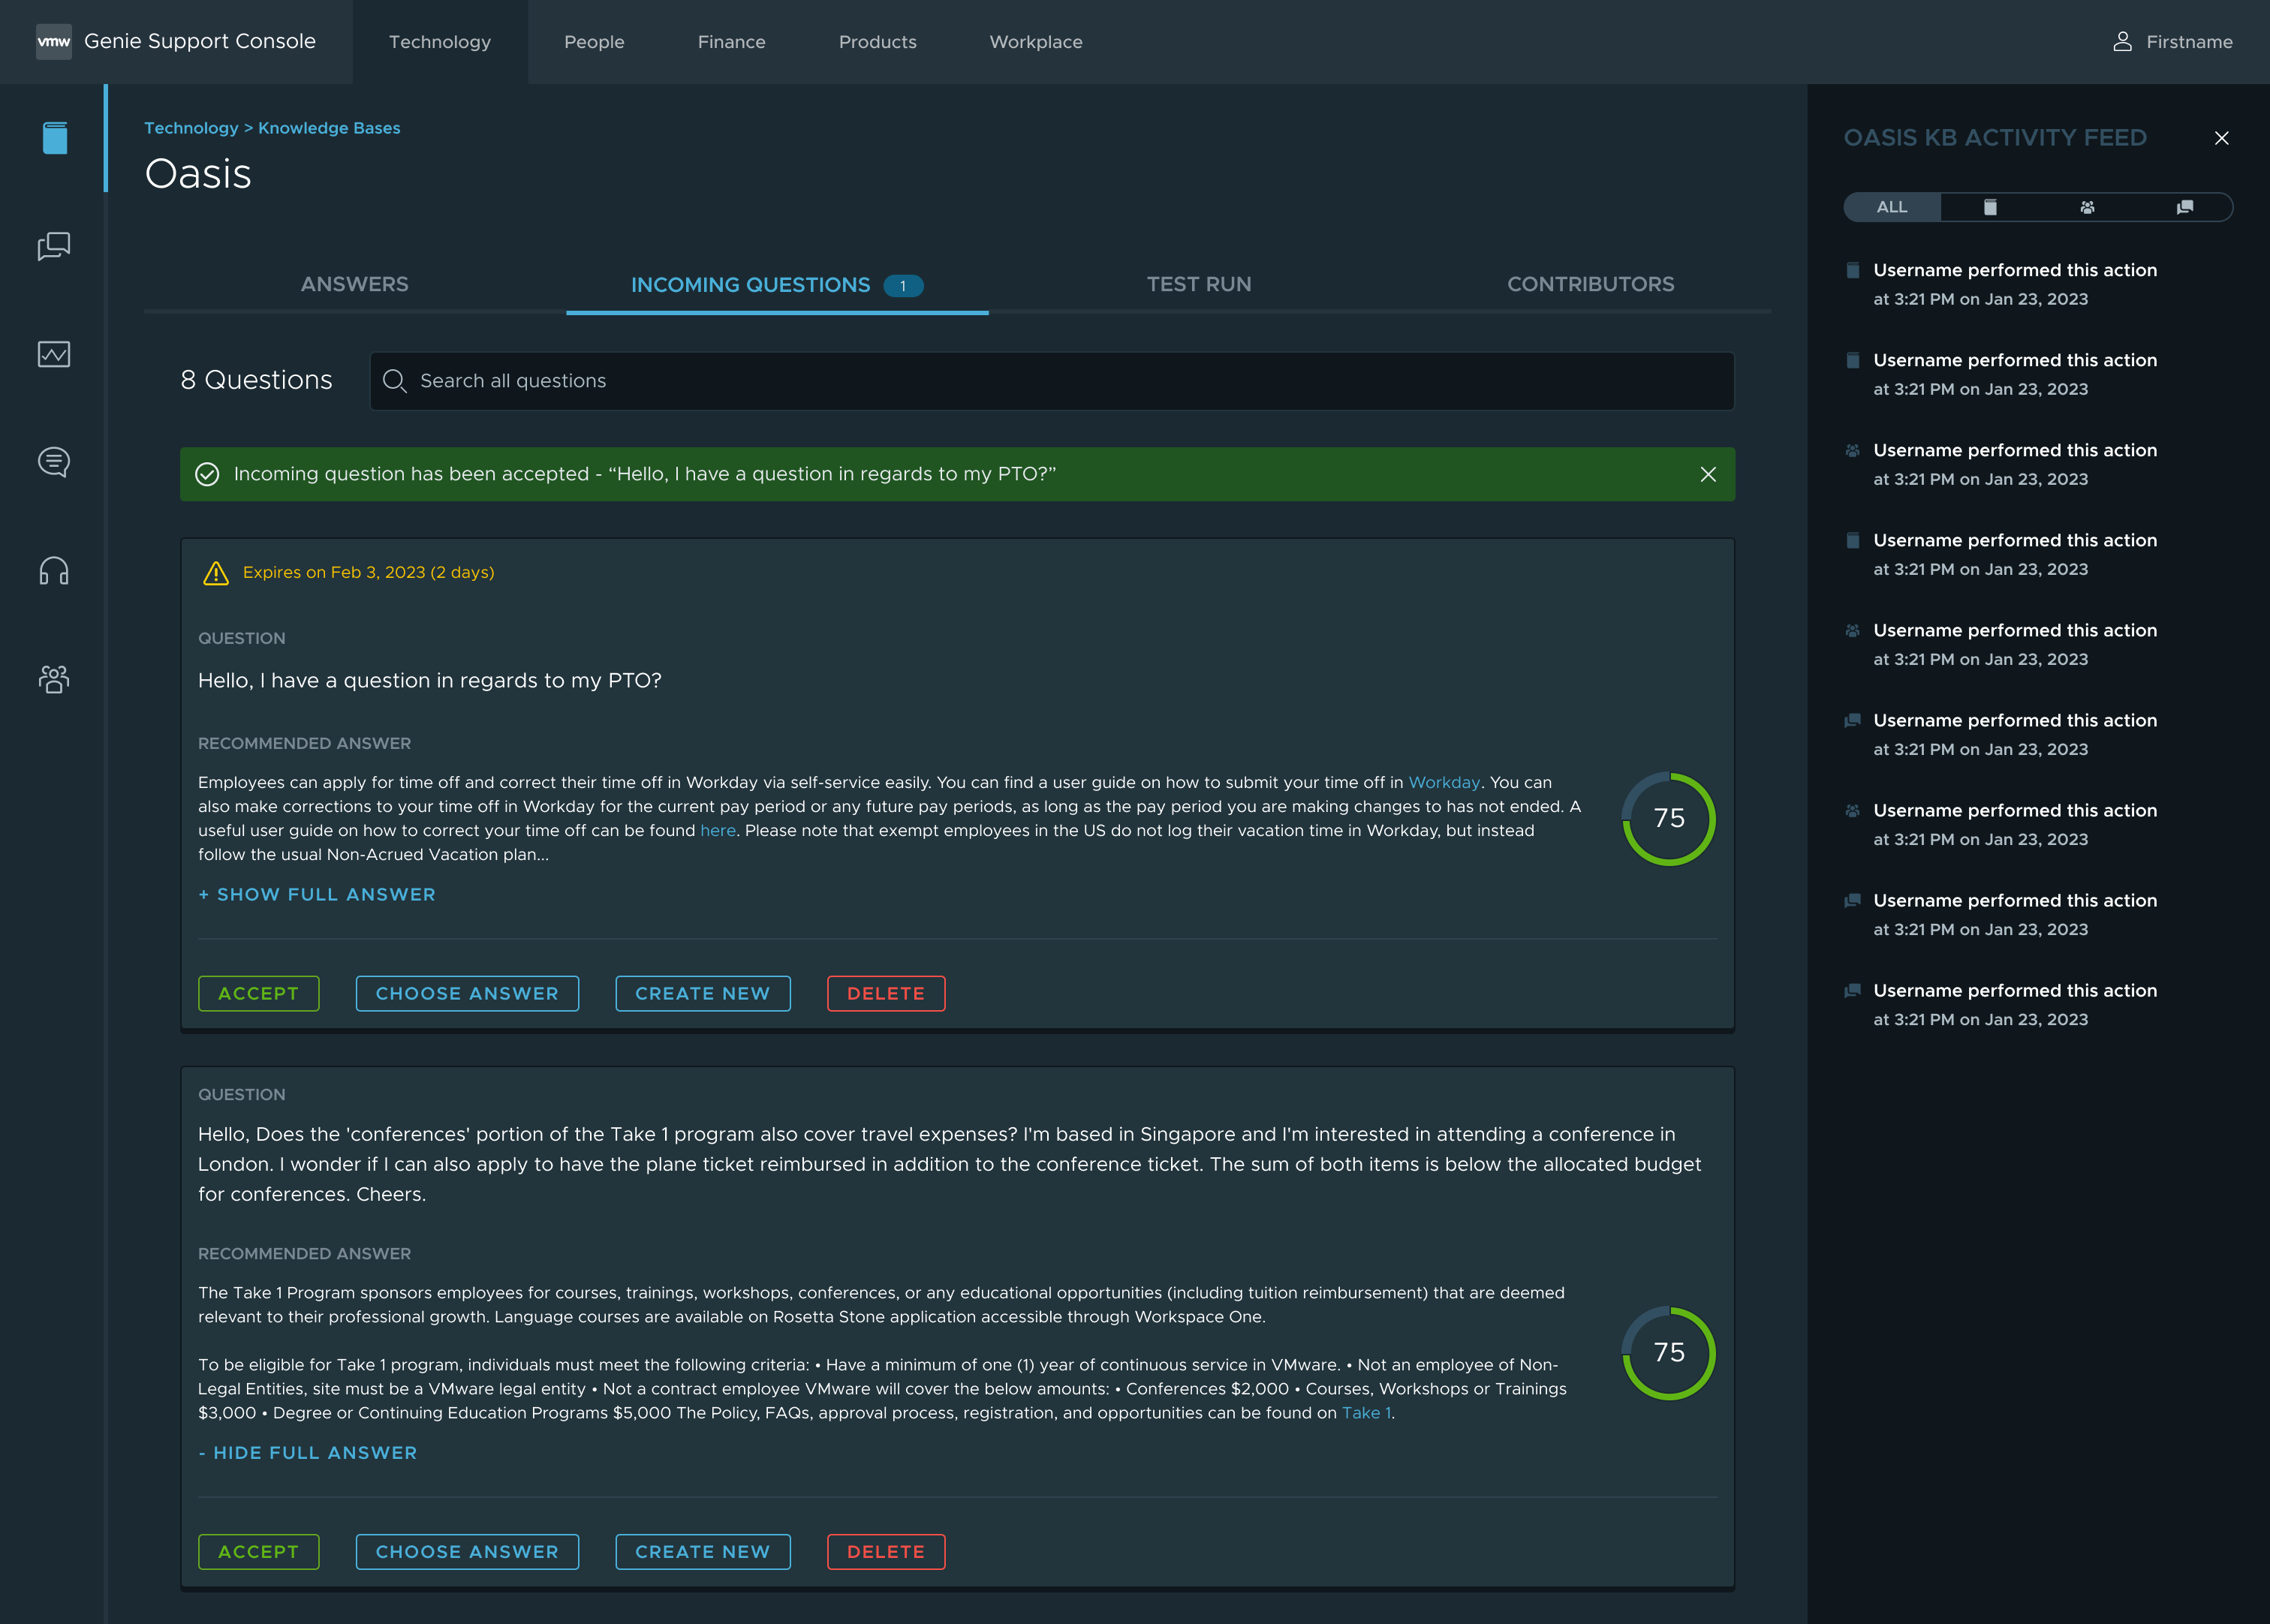 vmw Genie Support Console
Technology
People
Finance
Products
Workplace
Firstname
Technology > Knowledge Bases
Oasis
ANSWERS
INCOMING QUESTIONS 1
TEST RUN
CONTRIBUTORS
8 Questions
Search all questions
Incoming question has been accepted - “Hello, I have a question in regards to my PTO?”
Expires on Feb 3, 2023 (2 days)
QUESTION
Hello, I have a question in regards to my PTO?
RECOMMENDED ANSWER
Employees can apply for time off and correct their time off in Workday via self-service easily. You can find a user guide on how to submit your time off in Workday. You can
also make corrections to your time off in Workday for the current pay period or any future pay periods, as long as the pay period you are making changes to has not ended. A
useful user guide on how to correct your time off can be found here. Please note that exempt employees in the US do not log their vacation time in Workday, but instead
follow the usual Non-Acrued Vacation plan...
75
+ SHOW FULL ANSWER
ACCEPT
CHOOSE ANSWER
CREATE NEW
DELETE
QUESTION
Hello, Does the 'conferences' portion of the Take 1 program also cover travel expenses? I'm based in Singapore and I'm interested in attending a conference in
London. I wonder if I can also apply to have the plane ticket reimbursed in addition to the conference ticket. The sum of both items is below the allocated budget
for conferences. Cheers.
RECOMMENDED ANSWER
The Take 1 Program sponsors employees for courses, trainings, workshops, conferences, or any educational opportunities (including tuition reimbursement) that are deemed
relevant to their professional growth. Language courses are available on Rosetta Stone application accessible through Workspace One.
To be eligible for Take 1 program, individuals must meet the following criteria: • Have a minimum of one (1) year of continuous service in VMware. • Not an employee of Non-
Legal Entities, site must be a VMware legal entity • Not a contract employee VMware will cover the below amounts: • Conferences $2,000 • Courses, Workshops or Trainings
$3,000 • Degree or Continuing Education Programs $5,000 The Policy, FAQs, approval process, registration, and opportunities can be found on Take 1.
75
- HIDE FULL ANSWER
ACCEPT
CHOOSE ANSWER
CREATE NEW
DELETE
OASIS KB ACTIVITY FEED
ALL
Username performed this action
at 3:21 PM on Jan 23, 2023
Username performed this action
at 3:21 PM on Jan 23, 2023
Username performed this action
at 3:21 PM on Jan 23, 2023
Username performed this action
at 3:21 PM on Jan 23, 2023
Username performed this action
at 3:21 PM on Jan 23, 2023
Username performed this action
at 3:21 PM on Jan 23, 2023
Username performed this action
at 3:21 PM on Jan 23, 2023
Username performed this action
at 3:21 PM on Jan 23, 2023
Username performed this action
at 3:21 PM on Jan 23, 2023